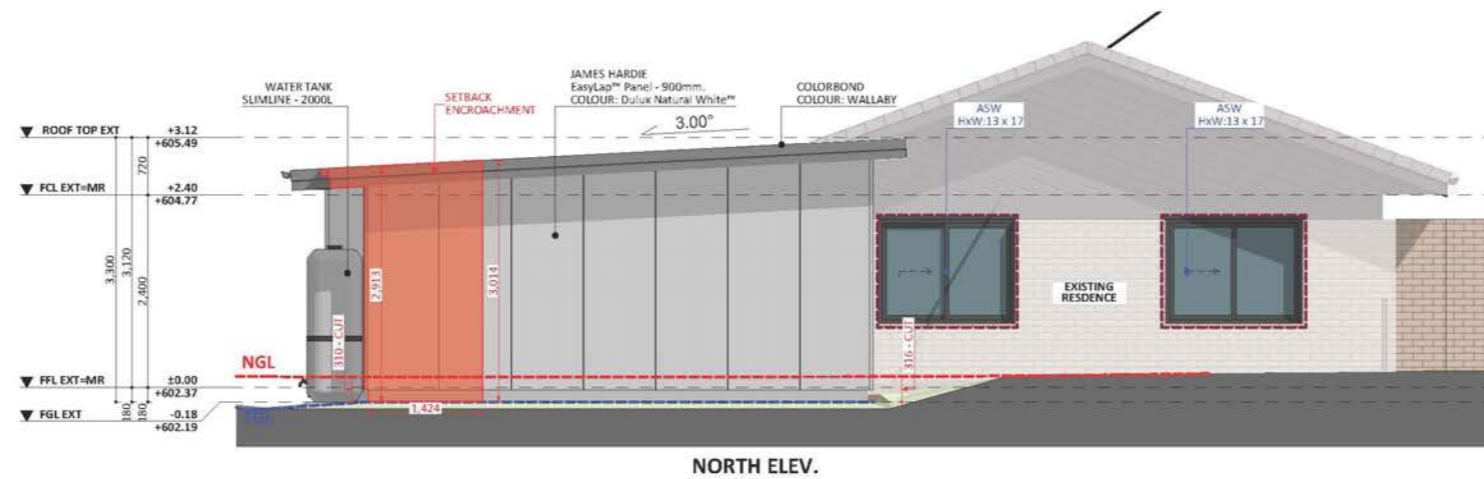 WATER TANK
SLIMLINE - 2000L
SETBACK
ENCROACHMENT
JAMES HARDIE
EasyLap™ Panel - 900mm.
COLOUR: Dulux Natural White™
COLORBOND
COLOUR: WALLABY
3.00°
ASW
HxW:13 x 17
ASW
HxW:13 x 17
ROOF TOP EXT +3.12
+605.49
720
FCL EXT=MR +2.40
+604.77
3,300
3,120
2,400
2,913
3,014
EXISTING
RESDENCE
310 - CUT
316 - CUT
NGL
FFL EXT=MR ±0.00
+602.37
180
180
FGL EXT -0.18
+602.19
1,424
NORTH ELEV.